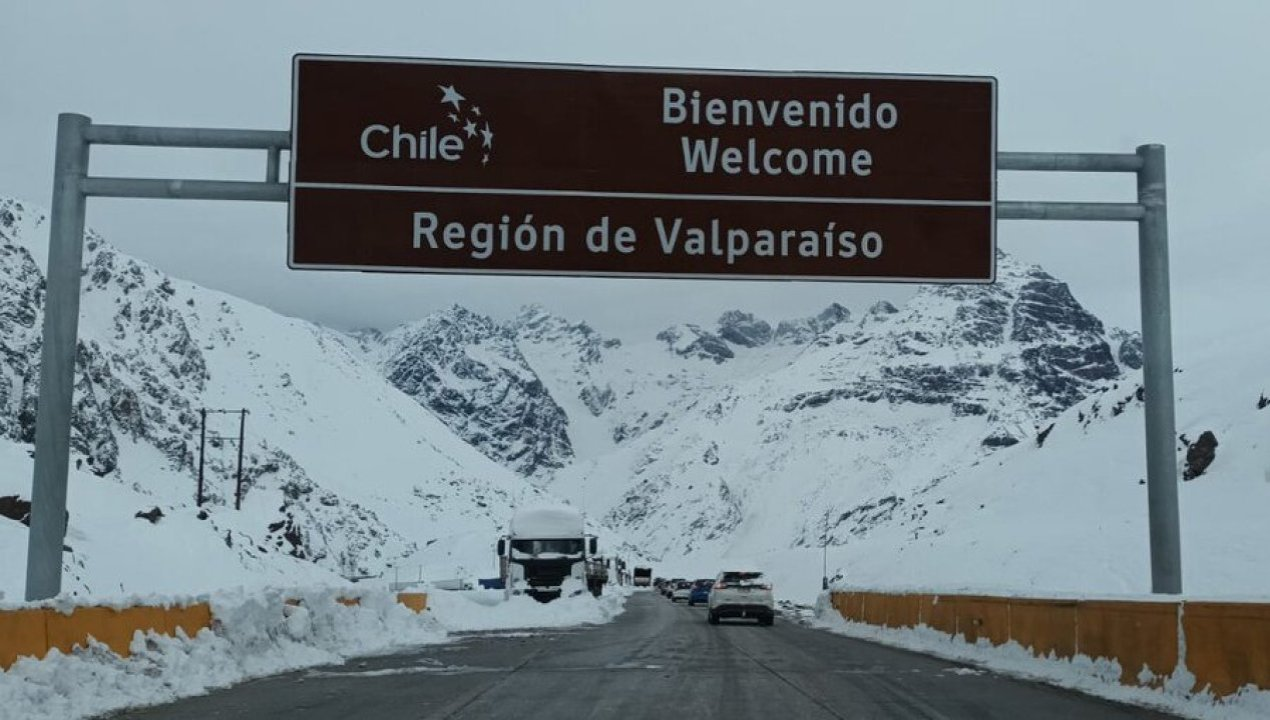 Chile
Bienvenido
Welcome
Región de Valparaíso